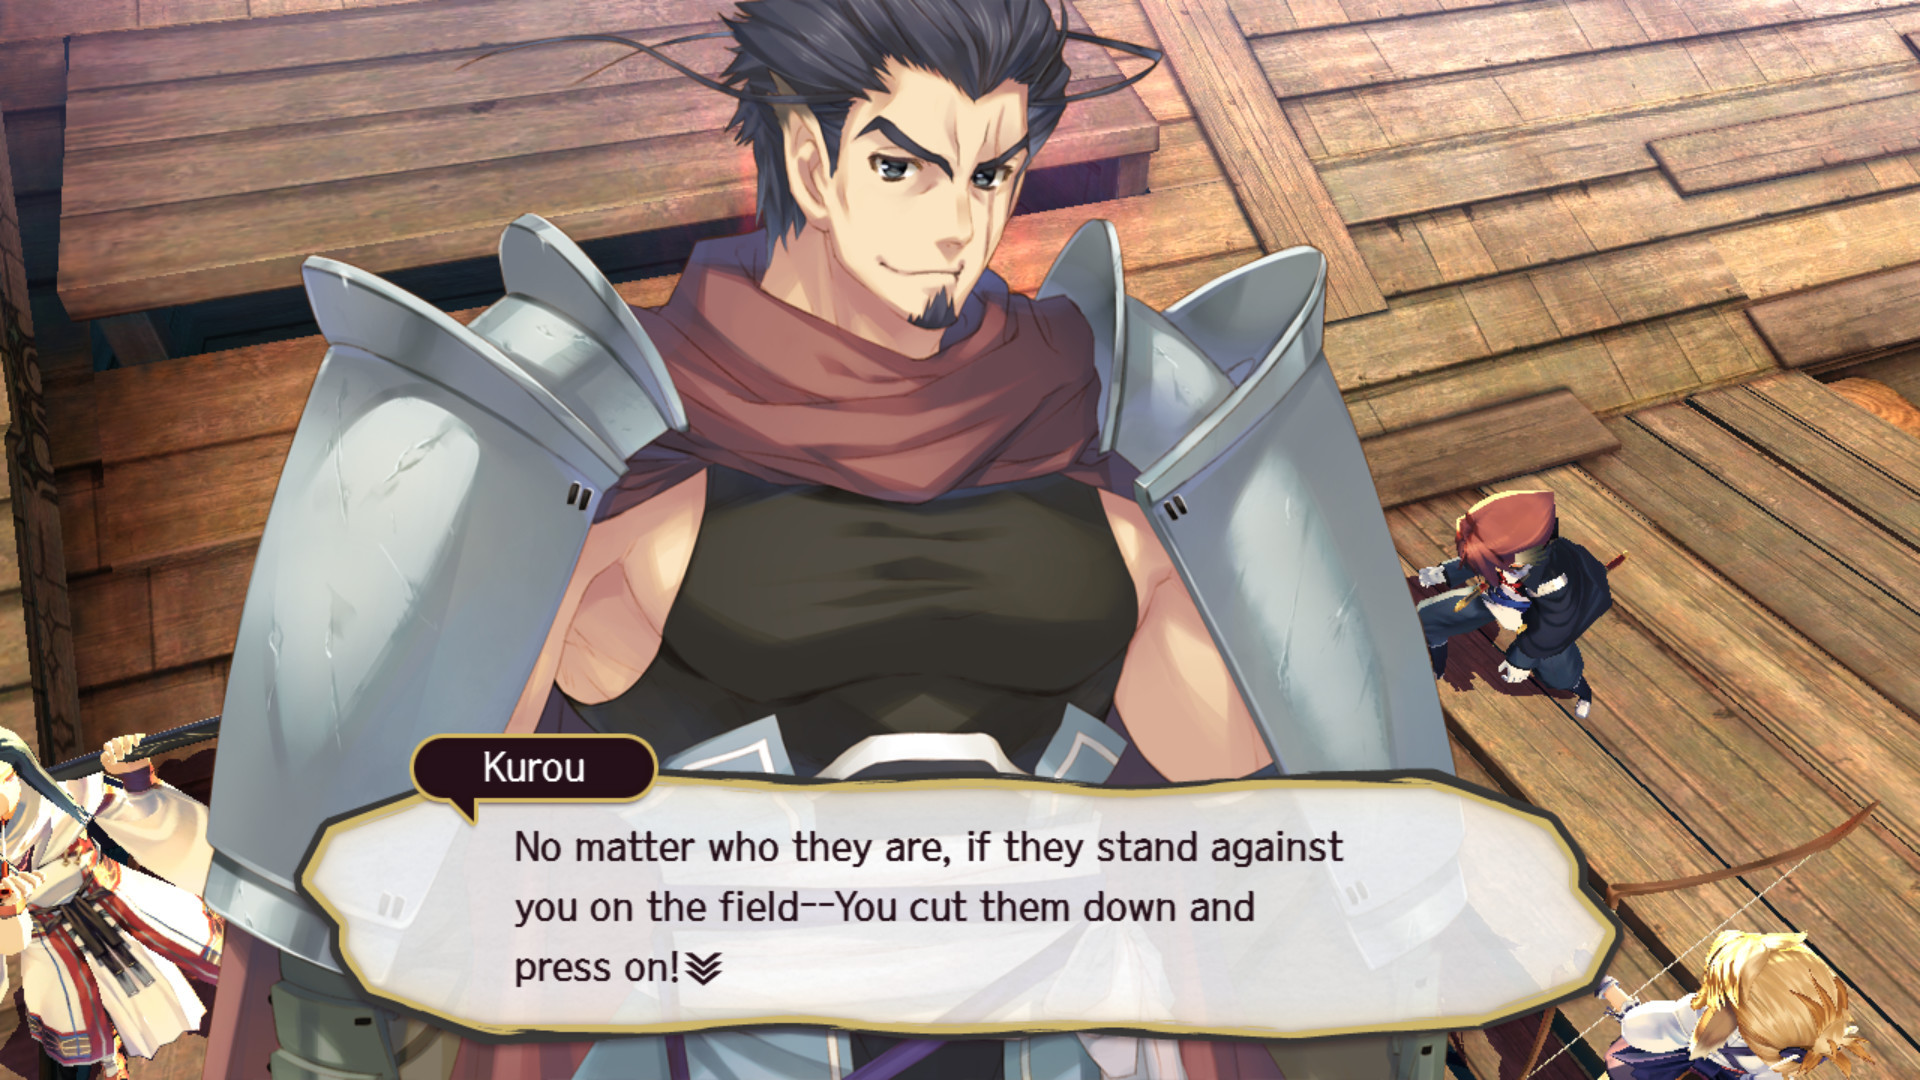 Kurou
No matter who they are, if they stand against
you on the field--You cut them down and
press on!